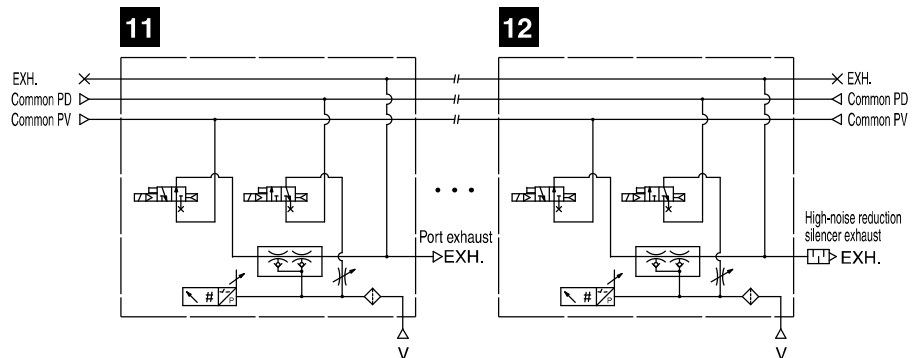 11
12
EXH.
Common PD
Common PV
EXH.
Common PD
Common PV
Port exhaust
EXH.
High-noise reduction
silencer exhaust
EXH.
#
P
#
P
V
V